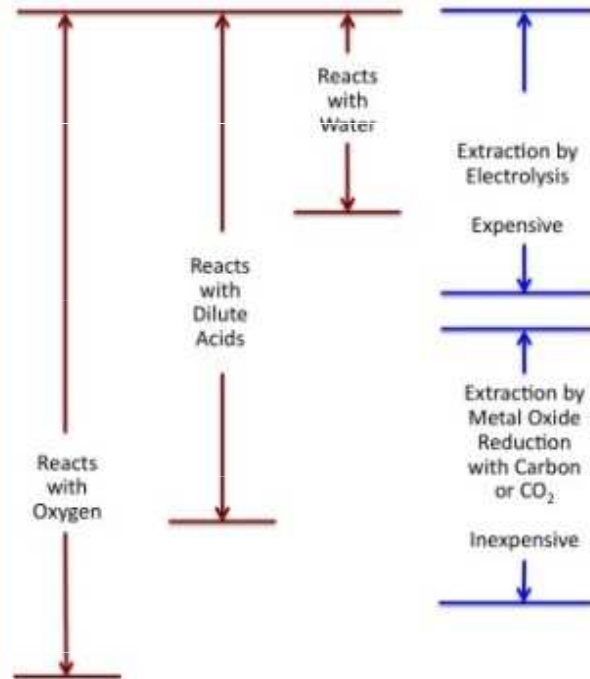 Reacts
with
Oxygen
Reacts
with
Dilute
Acids
Reacts
with
Water
Extraction by
Electrolysis
Expensive
Extraction by
Metal Oxide
Reduction
with Carbon
or CO₂
Inexpensive